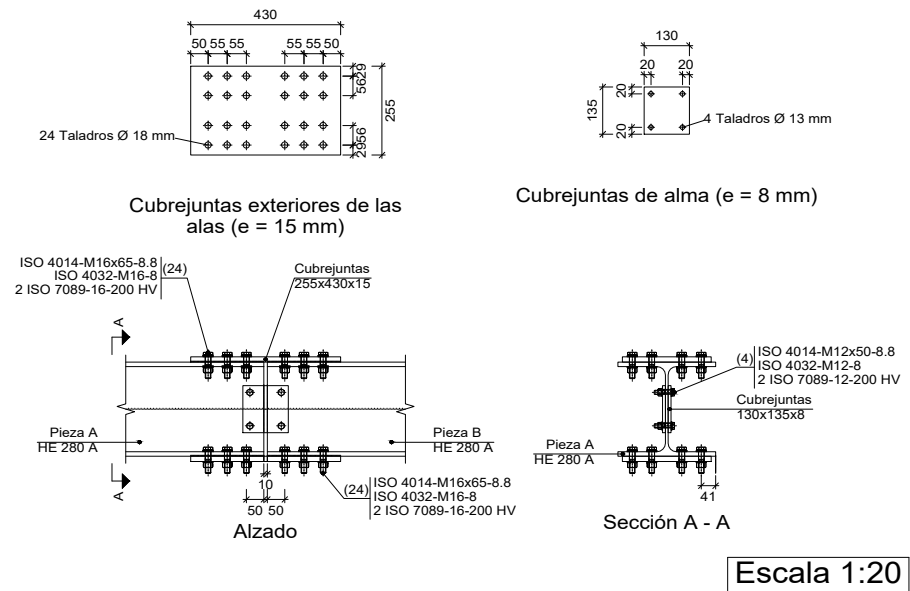 430
50 55 55
55 55 50
5629
255
2956
24 Taladros Ø 18 mm
Cubrejuntas exteriores de las
alas (e = 15 mm)
130
20
20
20
135
20
4 Taladros Ø 13 mm
Cubrejuntas de alma (e = 8 mm)
ISO 4014-M16x65-8.8
ISO 4032-M16-8
2 ISO 7089-16-200 HV
(24)
Cubrejuntas
255x430x15
A
Pieza A
HE 280 A
Pieza B
HE 280 A
A
10
50 50
(24)
ISO 4014-M16x65-8.8
ISO 4032-M16-8
2 ISO 7089-16-200 HV
Alzado
(4)
ISO 4014-M12x50-8.8
ISO 4032-M12-8
2 ISO 7089-12-200 HV
Cubrejuntas
130x135x8
Pieza A
HE 280 A
41
Sección A - A
Escala 1:20